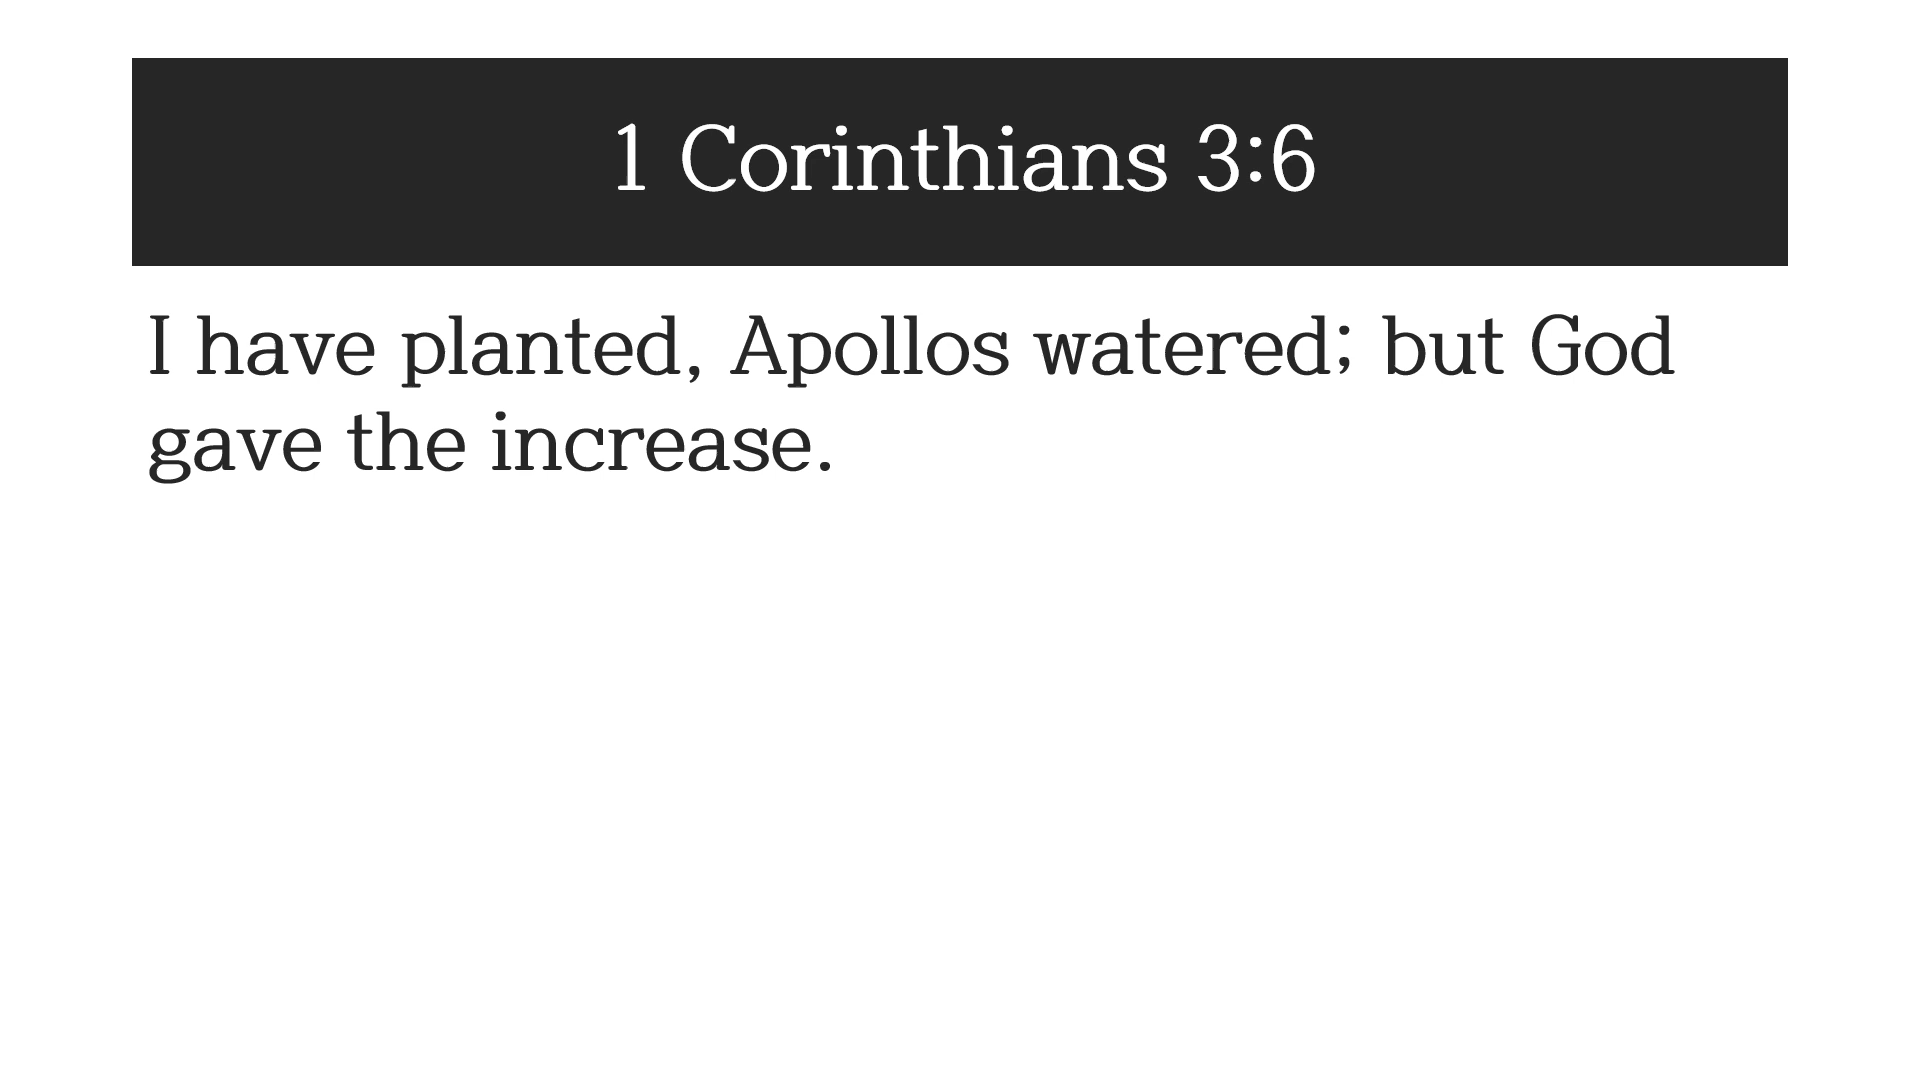 1 Corinthians 3:6
I have planted, Apollos watered; but God
gave the increase.